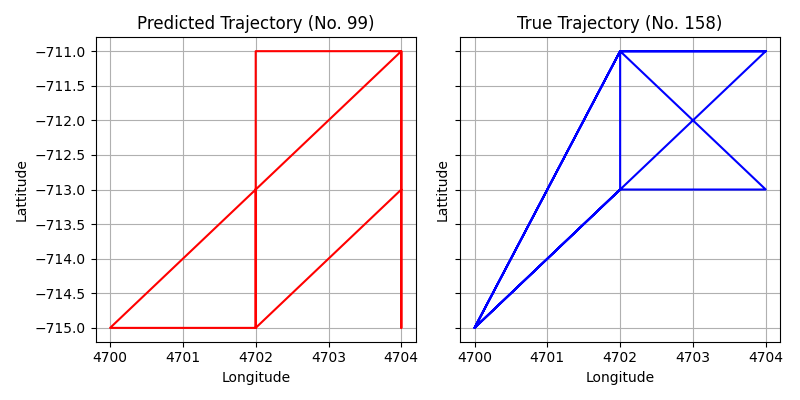 Predicted Trajectory (No. 99)
True Trajectory (No. 158)
−711.0
−711.5
−712.0
−712.5
−713.0
−713.5
−714.0
−714.5
−715.0
Lattitude
Lattitude
4700 4701 4702 4703 4704
4700 4701 4702 4703 4704
Longitude
Longitude